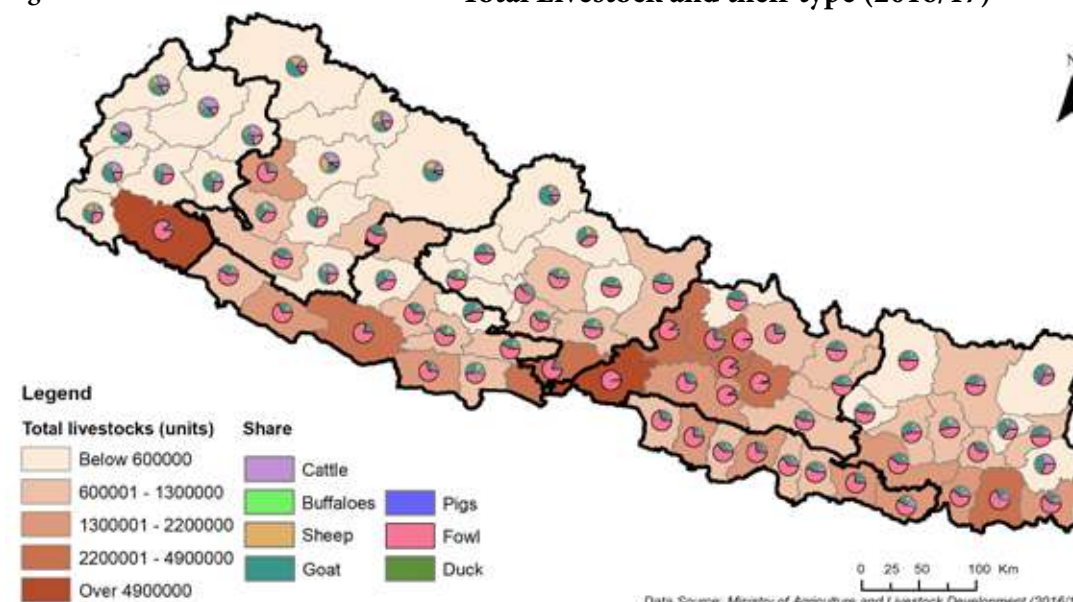 Total Livestock and their type (2016/17)
N
Legend
Total livestocks (units) Share
Below 600000
600001 - 1300000
1300001 - 2200000
2200001 - 4900000
Over 4900000
Cattle
Buffaloes
Sheep
Goat
Pigs
Fowl
Duck
0 25 50 100 Km
Data Source: Ministry of Agriculture and Livestock Development (2016/1